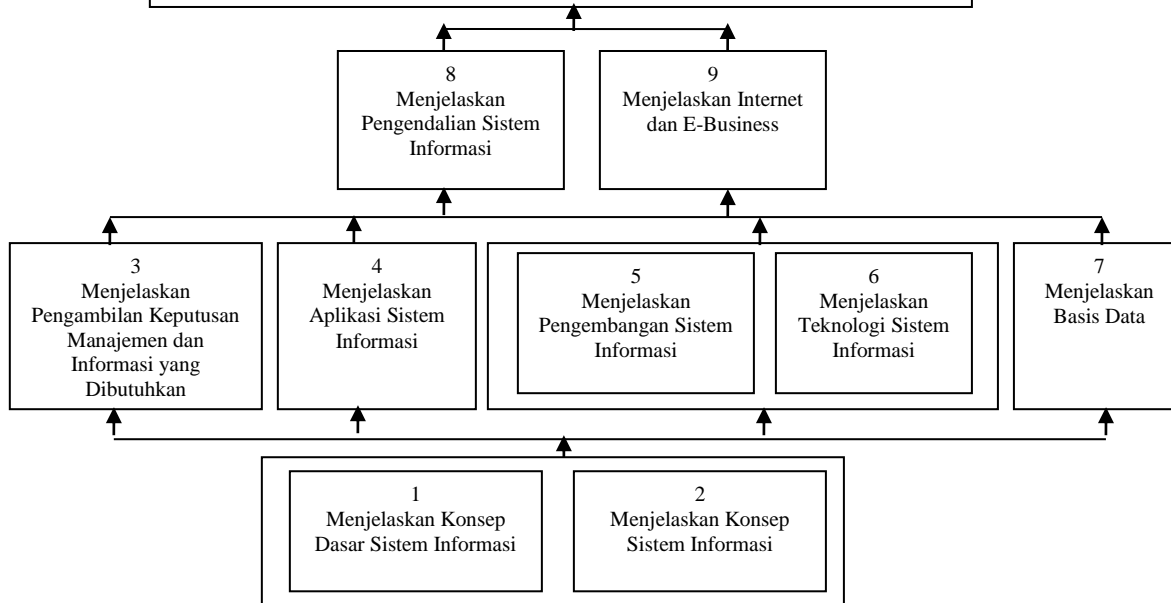 8
Menjelaskan
Pengendalian Sistem
Informasi
9
Menjelaskan Internet
dan E-Business
3
Menjelaskan
Pengambilan Keputusan
Manajemen dan
Informasi yang
Dibutuhkan
4
Menjelaskan
Aplikasi Sistem
Informasi
5
Menjelaskan
Pengembangan Sistem
Informasi
6
Menjelaskan
Teknologi Sistem
Informasi
7
Menjelaskan
Basis Data
1
Menjelaskan Konsep
Dasar Sistem Informasi
2
Menjelaskan Konsep
Sistem Informasi